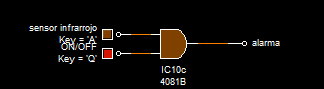 sensor infrarrojo
Key = 'A'
ON/OFF
Key = 'Q'
alarma
IC10c
4081B